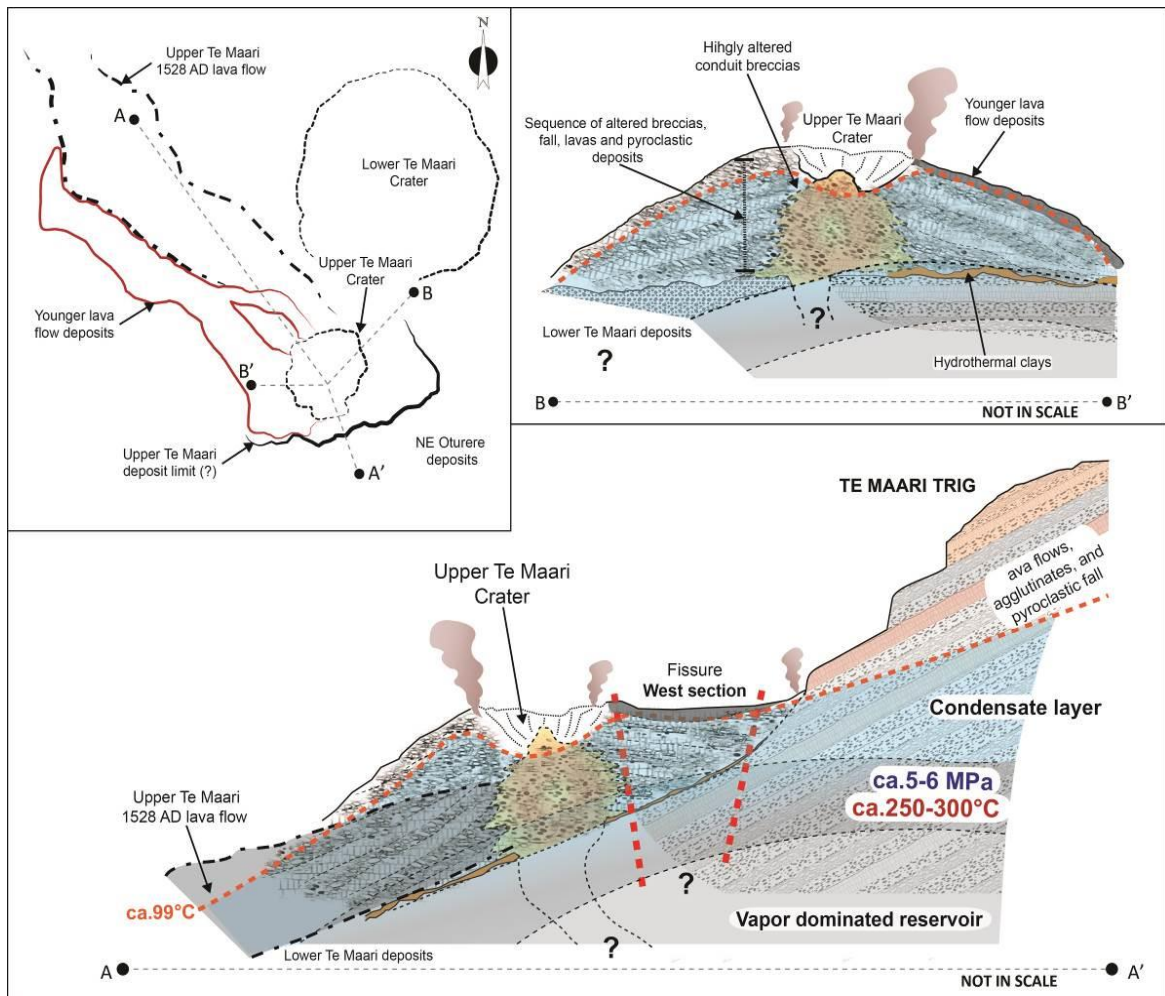 N
Upper Te Maari
1528 AD lava flow
A
Lower Te Maari
Crater
Upper Te Maari
Crater
B
Younger lava
flow deposits
B'
Upper Te Maari
deposit limit (?)
NE Oturere
deposits
A'
Hihgly altered
conduit breccias
Sequence of altered breccias,
fall, lavas and pyroclastic
deposits
Upper Te Maari
Crater
Younger lava
flow deposits
Lower Te Maari deposits
?
?
Hydrothermal clays
B
B'
NOT IN SCALE
TE MAARI TRIG
ava flows,
agglutinates, and
pyroclastic fall
Upper Te Maari
Crater
Fissure
West section
Condensate layer
ca.5-6 MPa
ca.250-300°C
Upper Te Maari
1528 AD lava flow
ca.99°C
?
Vapor dominated reservoir
?
Lower Te Maari deposits
A
A'
NOT IN SCALE